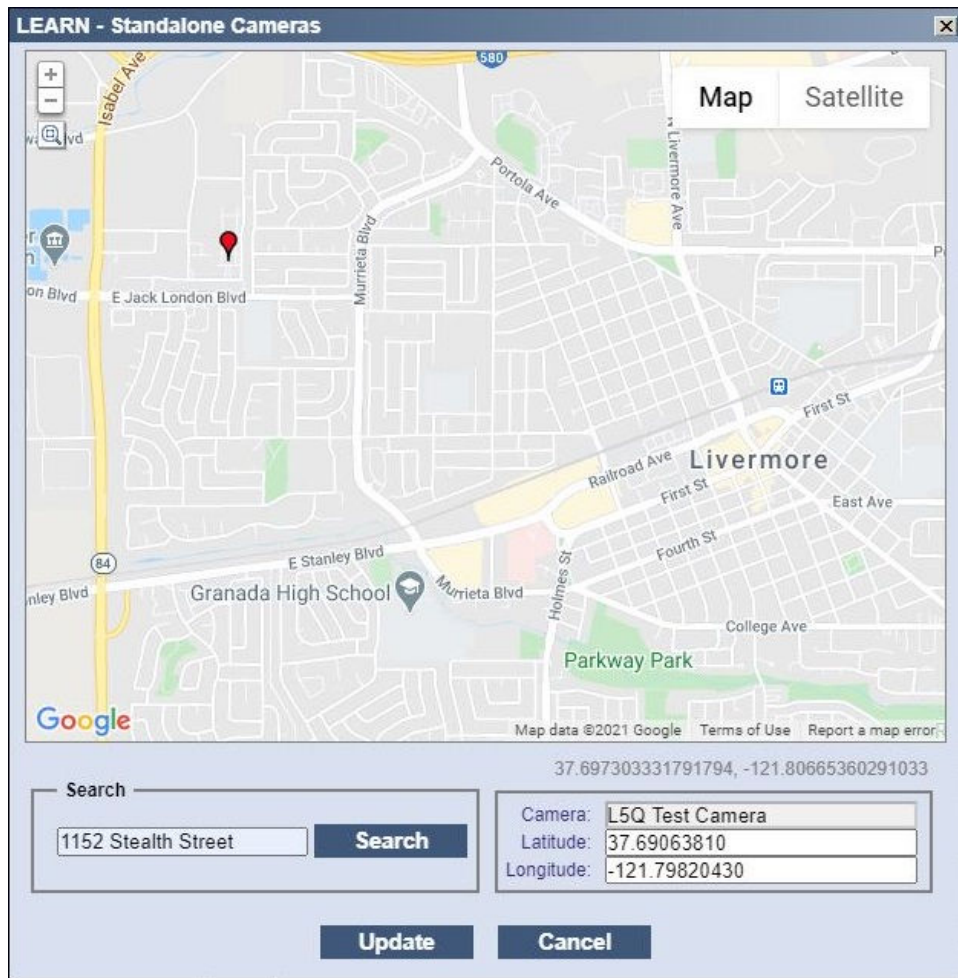 LEARN - Standalone Cameras
580
Isabel Ave
Map Satellite
N Livermore Ave
Portola Ave
Murrieta Blvd
on Blvd
E Jack London Blvd
First St
Railroad Ave
Livermore
First St
East Ave
84
E Stanley Blvd
Fourth St
nley Blvd
Granada High School
Murrieta Blvd
Holmes St
College Ave
Parkway Park
Google
Map data ©2021 Google Terms of Use Report a map error
37.697303331791794, -121.80665360291033
Search
1152 Stealth Street
Search
Camera: L5Q Test Camera
Latitude: 37.69063810
Longitude: -121.79820430
Update Cancel